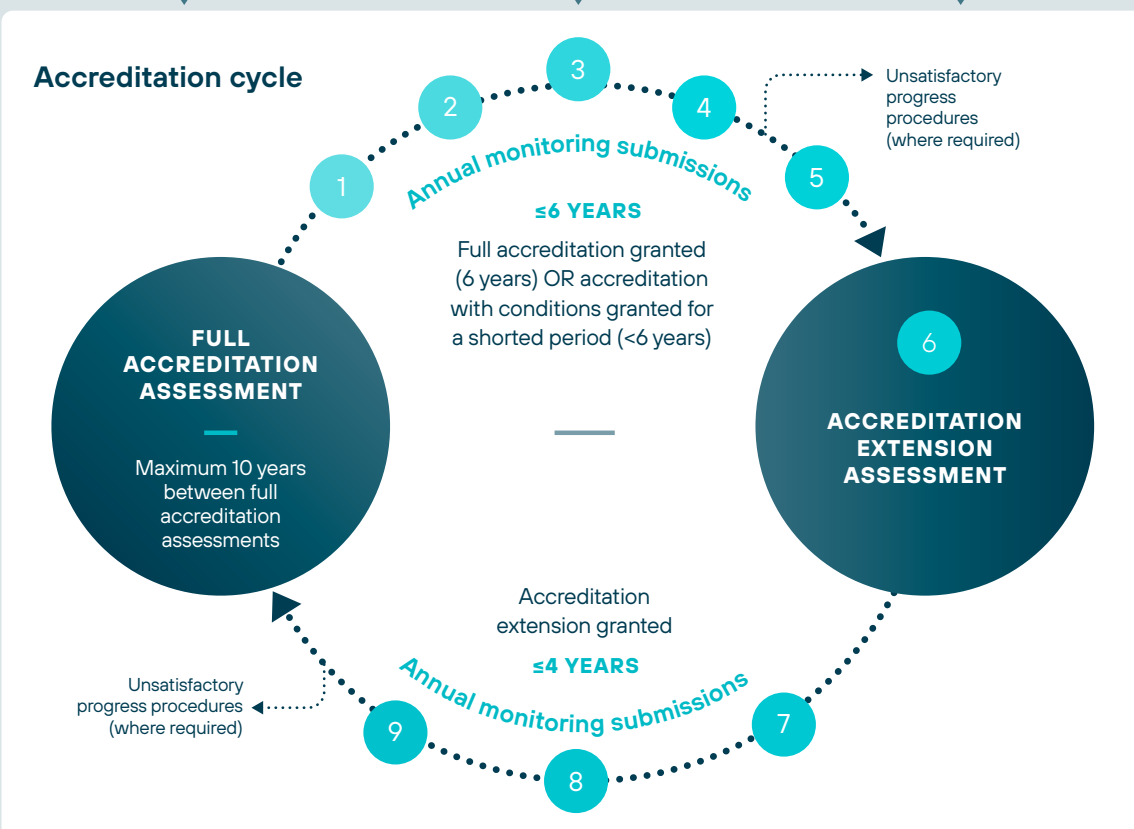 Accreditation cycle
1
2
3
4
5
Unsatisfactory
progress
procedures
(where required)
Annual monitoring submissions
≤6 YEARS
Full accreditation granted
(6 years) OR accreditation
with conditions granted for
a shorted period (<6 years)
FULL
ACCREDITATION
ASSESSMENT
Maximum 10 years
between full
accreditation
assessments
6
ACCREDITATION
EXTENSION
ASSESSMENT
Accreditation
extension granted
≤4 YEARS
Annual monitoring submissions
7
8
9
Unsatisfactory
progress procedures
(where required)